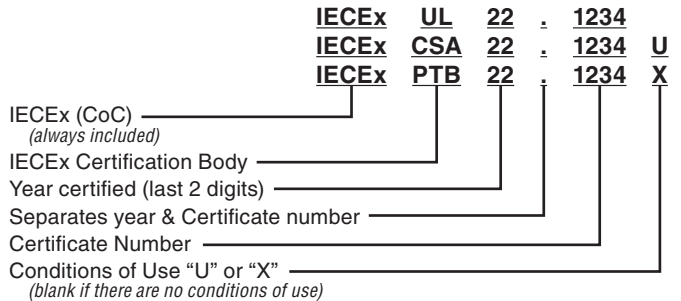 IECEx UL 22 . 1234
IECEx CSA 22 . 1234 U
IECEx PTB 22 . 1234 X
IECEx (CoC)
(always included)
IECEx Certification Body
Year certified (last 2 digits)
Separates year & Certificate number
Certificate Number
Conditions of Use “U” or “X”
(blank if there are no conditions of use)